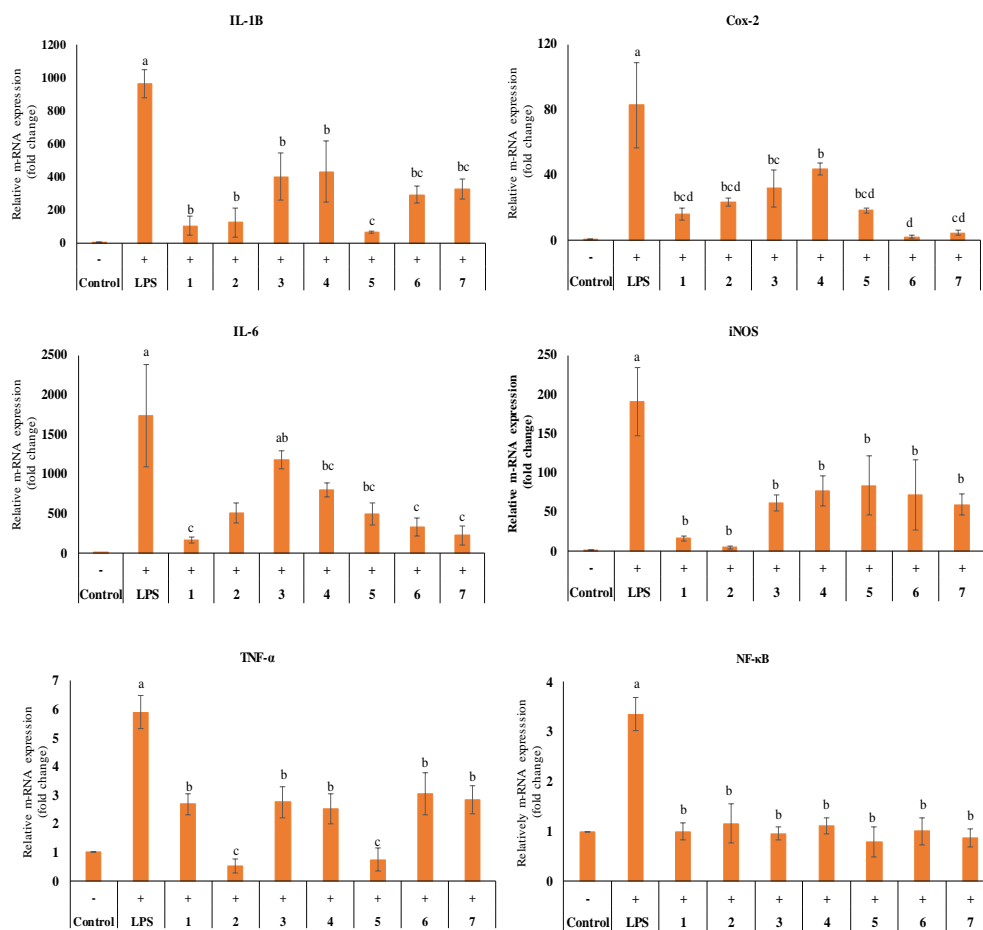 IL-1B
Relative m-RNA expression
(fold change)
1200
1000
800
600
400
200
0
a
b
b
b
b
c
bc
bc
- + + + + + + + +
Control LPS 1 2 3 4 5 6 7
Cox-2
Relative m-RNA expression
(fold change)
120
80
40
0
a
bcd
bcd
bc
b
bcd
d
cd
- + + + + + + + +
Control LPS 1 2 3 4 5 6 7
IL-6
Relative m-RNA expression
(fold change)
2500
2000
1500
1000
500
0
a
c
ab
bc
bc
c
c
- + + + + + + + +
Control LPS 1 2 3 4 5 6 7
iNOS
Relative m-RNA expression
(fold change)
250
200
150
100
50
0
a
b
b
b
b
b
b
b
- + + + + + + + +
Control LPS 1 2 3 4 5 6 7
TNF-α
Relative m-RNA expression
(fold change)
7
6
5
4
3
2
1
0
a
b
c
b
b
c
b
b
- + + + + + + + +
Control LPS 1 2 3 4 5 6 7
NF-κB
Relatively m-RNA expression
(fold change)
4
3
2
1
0
a
b
b
b
b
b
b
b
- + + + + + + + +
Control LPS 1 2 3 4 5 6 7